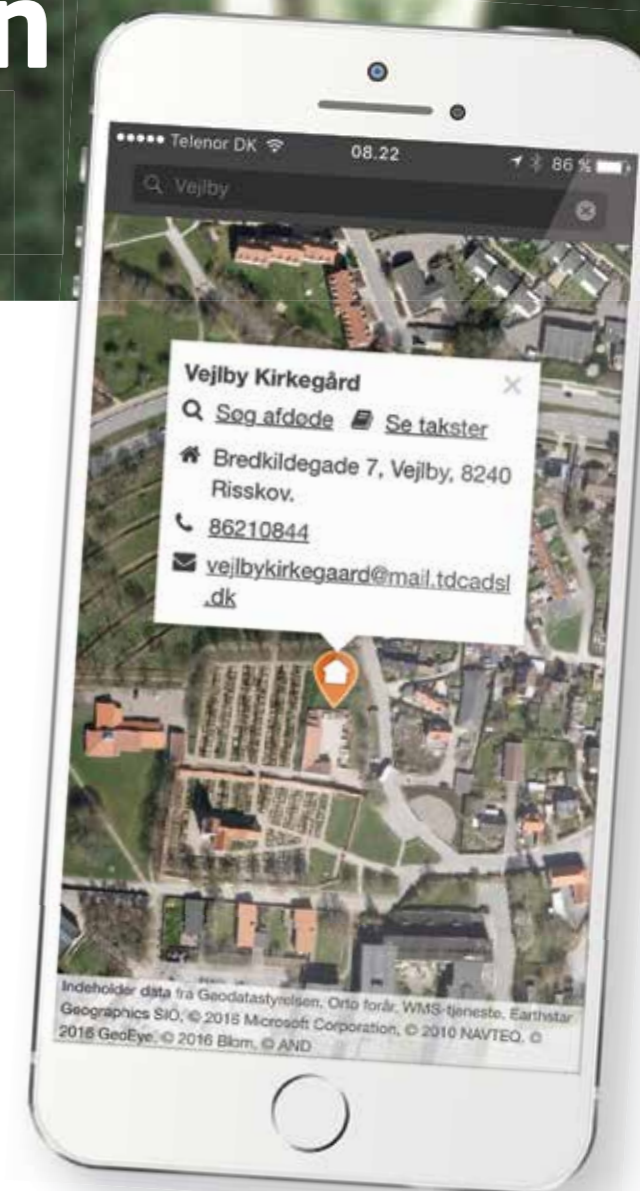 n
Telenor DK 08.22 86 %
Vejlby
Vejlby Kirkegård
Søg afdøde Se takster
Bredkildegade 7, Vejlby, 8240
Risskov.
86210844
vejlbykirkegaard@mail.tdcadsl
.dk
Indeholder data fra Geodatastyrelsen, Orto forår, WMS-tjeneste, Earthstar
Geographics SIO, © 2016 Microsoft Corporation, © 2010 NAVTEQ, ©
2016 GeoEye, © 2016 Blom, © AND